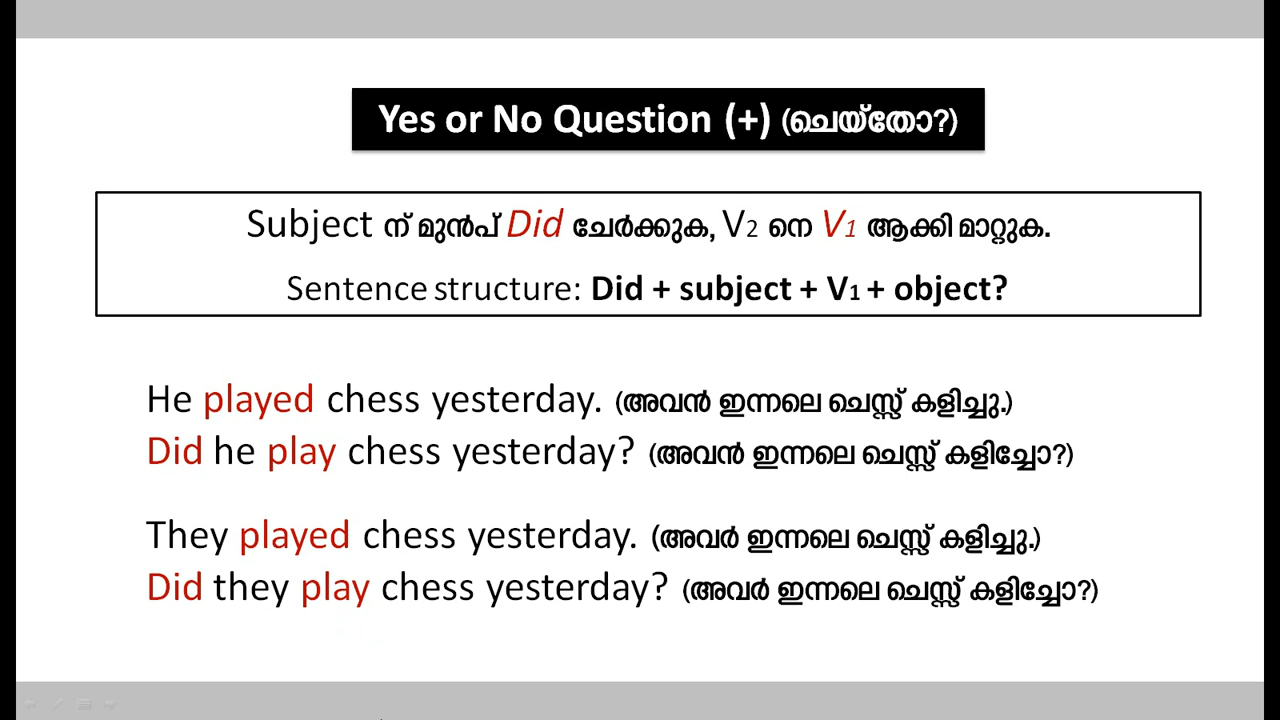 Yes or No Question (+) (ചെയ്തോ?)
Subject ന് മുൻപ് Did ചേർക്കുക, V2 നെ V1 ആക്കി മാറ്റുക.
Sentence structure: Did + subject + V1 + object?
He played chess yesterday. (അവൻ ഇന്നലെ ചെസ്സ് കളിച്ചു.)
Did he play chess yesterday? (അവൻ ഇന്നലെ ചെസ്സ് കളിച്ചോ?)
They played chess yesterday. (അവർ ഇന്നലെ ചെസ്സ് കളിച്ചു.)
Did they play chess yesterday? (അവർ ഇന്നലെ ചെസ്സ് കളിച്ചോ?)